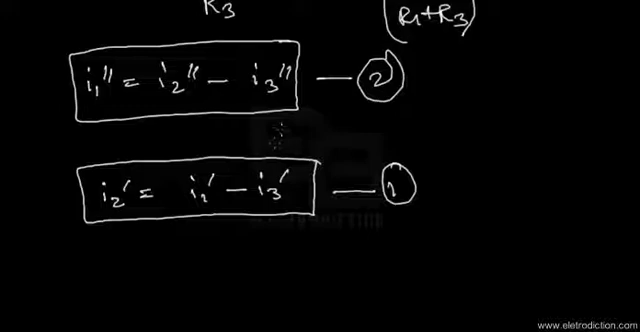 R3 (R1+R3)
i1" = i2" - i3" — 2
i2' = i1' - i3' — 1
www.eletrodiction.com